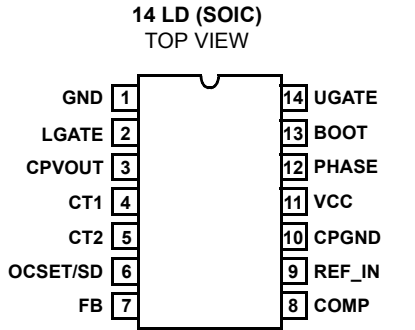 14 LD (SOIC)
TOP VIEW
GND 1
LGATE 2
CPVOUT 3
CT1 4
CT2 5
OCSET/SD 6
FB 7
14 UGATE
13 BOOT
12 PHASE
11 VCC
10 CPGND
9 REF_IN
8 COMP